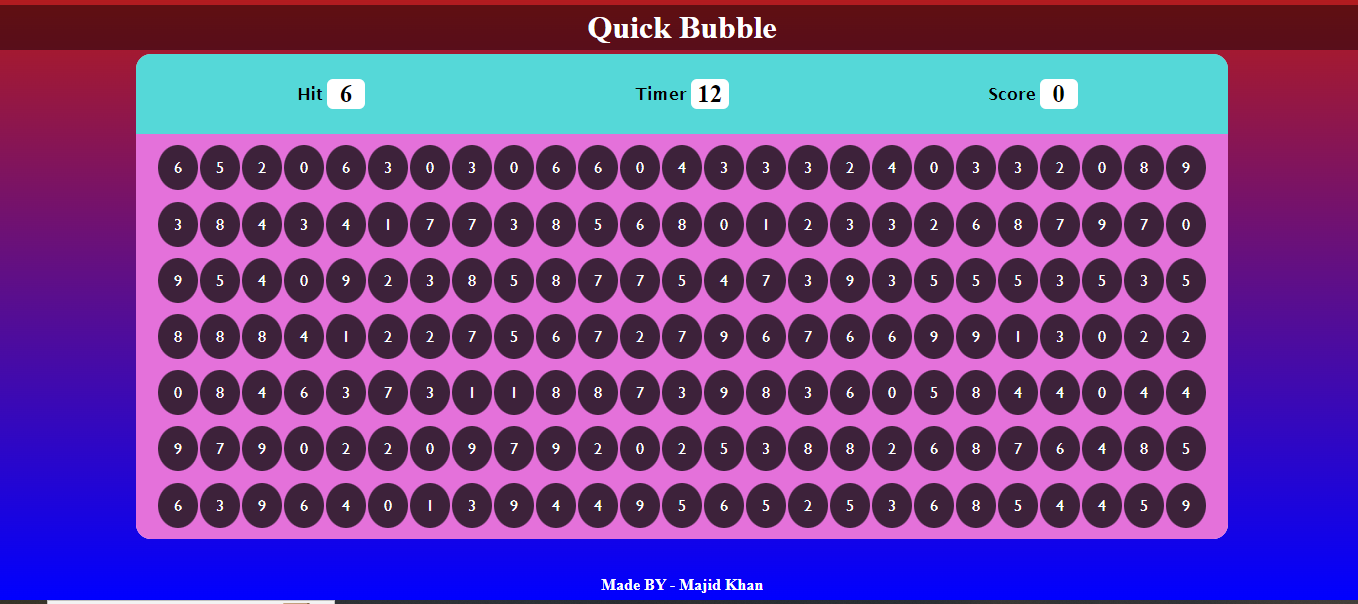 Quick Bubble
Hit 6 Timer 12 Score 0
6 5 2 0 6 3 0 3 0 6 6 0 4 3 3 3 2 4 0 3 3 2 0 8 9
3 8 4 3 4 1 7 7 3 8 5 6 8 0 1 2 3 3 2 6 8 7 9 7 0
9 5 4 0 9 2 3 8 5 8 7 7 5 4 7 3 9 3 5 5 5 3 5 3 5
8 8 8 4 1 2 2 7 5 6 7 2 7 9 6 7 6 6 9 9 1 3 0 2 2
0 8 4 6 3 7 3 1 1 8 8 7 3 9 8 3 6 0 5 8 4 4 0 4 4
9 7 9 0 2 2 0 9 7 9 2 0 2 5 3 8 8 2 6 8 7 6 4 8 5
6 3 9 6 4 0 1 3 9 4 4 9 5 6 5 2 5 3 6 8 5 4 4 5 9
Made BY - Majid Khan